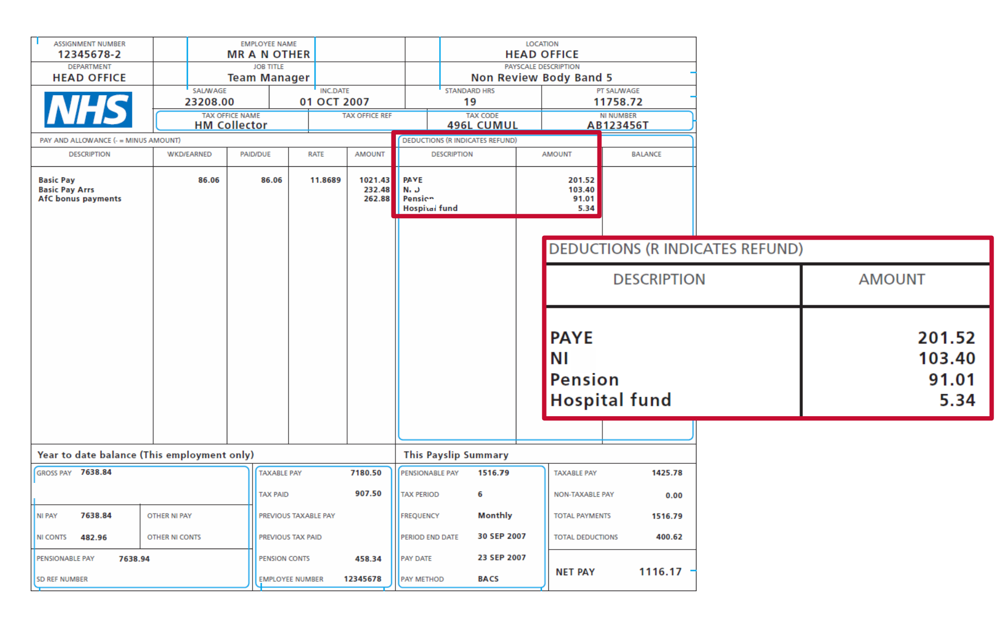 ASSIGNMENT NUMBER EMPLOYEE NAME LOCATION
12345678-2 MR A N OTHER HEAD OFFICE
DEPARTMENT JOB TITLE PAYSCALE DESCRIPTION
HEAD OFFICE Team Manager Non Review Body Band 5
NHS
SAL/WAGE INC.DATE STANDARD HRS PT SAL/WAGE
23208.00 01 OCT 2007 19 11758.72
TAX OFFICE NAME TAX OFFICE REF TAX CODE NI NUMBER
HM Collector 496L CUMUL AB123456T
PAY AND ALLOWANCE (- = MINUS AMOUNT) DEDUCTIONS (R INDICATES REFUND)
DESCRIPTION WKD/EARNED PAID/DUE RATE AMOUNT DESCRIPTION AMOUNT BALANCE
Basic Pay 86.06 86.06 11.8689 1021.43 PAYE 201.52
Basic Pay Arrs 232.48 103.40
AfC bonus payments 262.88 Pension 91.01
Hospital fund 5.34
DEDUCTIONS (R INDICATES REFUND)
DESCRIPTION AMOUNT
PAYE 201.52
NI 103.40
Pension 91.01
Hospital fund 5.34
Year to date balance (This employment only) This Payslip Summary
GROSS PAY 7638.84 TAXABLE PAY 7180.50 PENSIONABLE PAY 1516.79 TAXABLE PAY 1425.78
TAX PAID 907.50 TAX PERIOD 6 NON-TAXABLE PAY 0.00
NI PAY 7638.84 OTHER NI PAY PREVIOUS TAXABLE PAY FREQUENCY Monthly TOTAL PAYMENTS 1516.79
NI CONTS 482.96 OTHER NI CONTS PREVIOUS TAX PAID PERIOD END DATE 30 SEP 2007 TOTAL DEDUCTIONS 400.62
PENSIONABLE PAY 7638.94 PENSION CONTS 458.34 PAY DATE 23 SEP 2007
NET PAY 1116.17
SD REF NUMBER EMPLOYEE NUMBER 12345678 PAY METHOD BACS